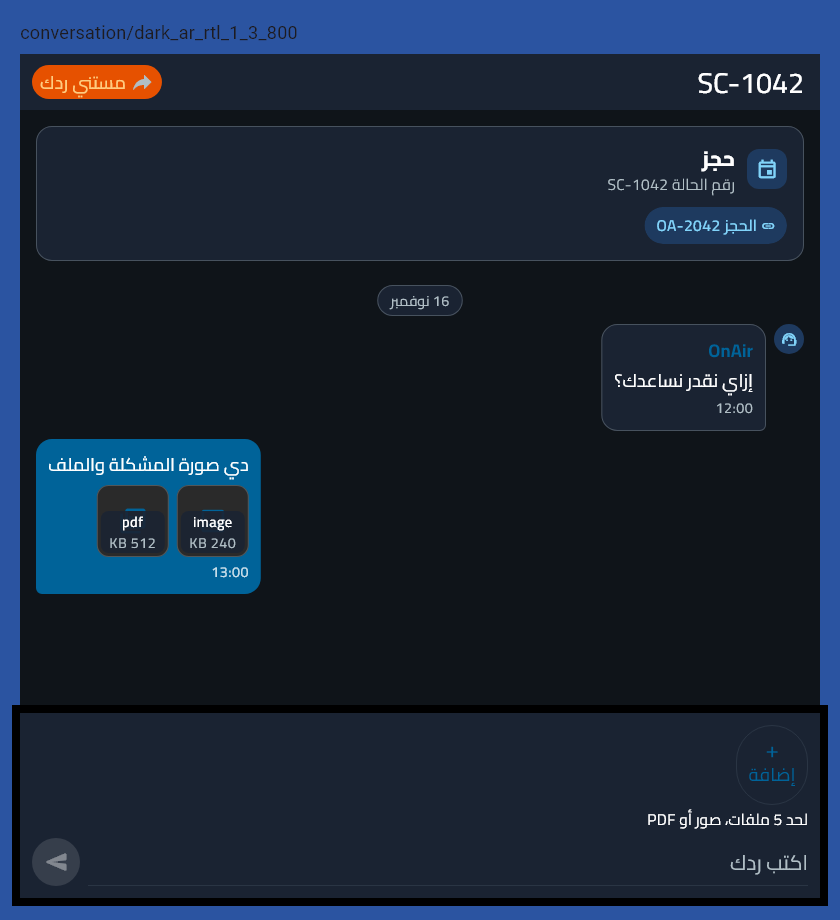 conversation/dark_ar_rtl_1_3_800
SC-1042
مستني ردك
حجز
رقم الحالة SC-1042
الحجز OA-2042
16 نوفمبر
OnAir
إزاي نقدر نساعدك؟
12:00
دي صورة المشكلة والملف
image
240 KB
pdf
512 KB
13:00
+
إضافة
لحد 5 ملفات، صور أو PDF
اكتب ردك